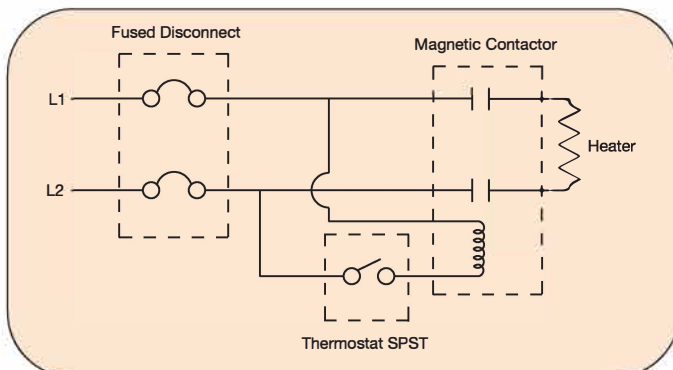 Fused Disconnect
Magnetic Contactor
L1
Heater
L2
Thermostat SPST